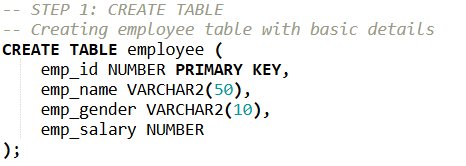 -- STEP 1: CREATE TABLE
-- Creating employee table with basic details
CREATE TABLE employee (
    emp_id NUMBER PRIMARY KEY,
    emp_name VARCHAR2(50),
    emp_gender VARCHAR2(10),
    emp_salary NUMBER
);